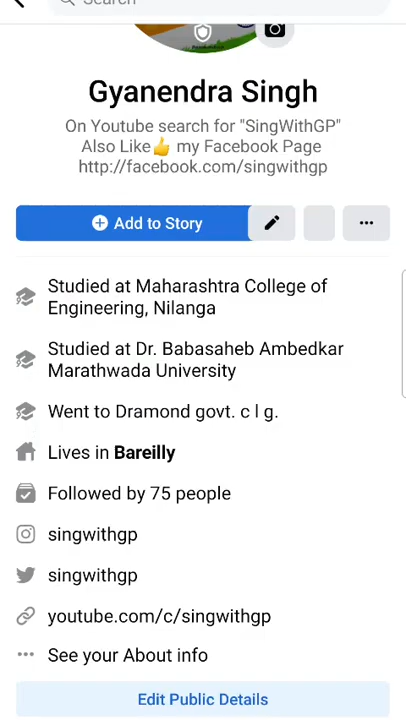 Search
Gyanendra Singh
On Youtube search for "SingWithGP"
Also Like👍 my Facebook Page
http://facebook.com/singwithgp
Add to Story
Studied at Maharashtra College of
Engineering, Nilanga
Studied at Dr. Babasaheb Ambedkar
Marathwada University
Went to Dramond govt. c l g.
Lives in Bareilly
Followed by 75 people
singwithgp
singwithgp
youtube.com/c/singwithgp
See your About info
Edit Public Details